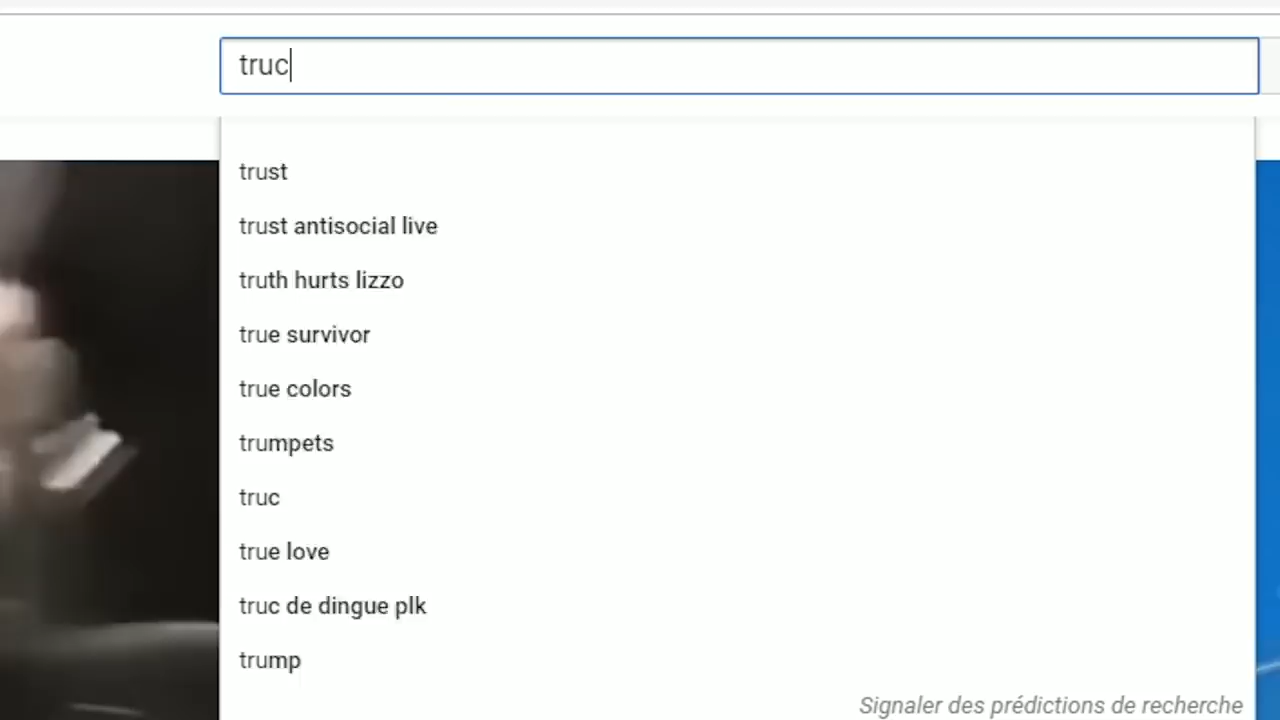 truc
trust
trust antisocial live
truth hurts lizzo
true survivor
true colors
trumpets
truc
true love
truc de dingue plk
trump
Signaler des prédictions de recherche